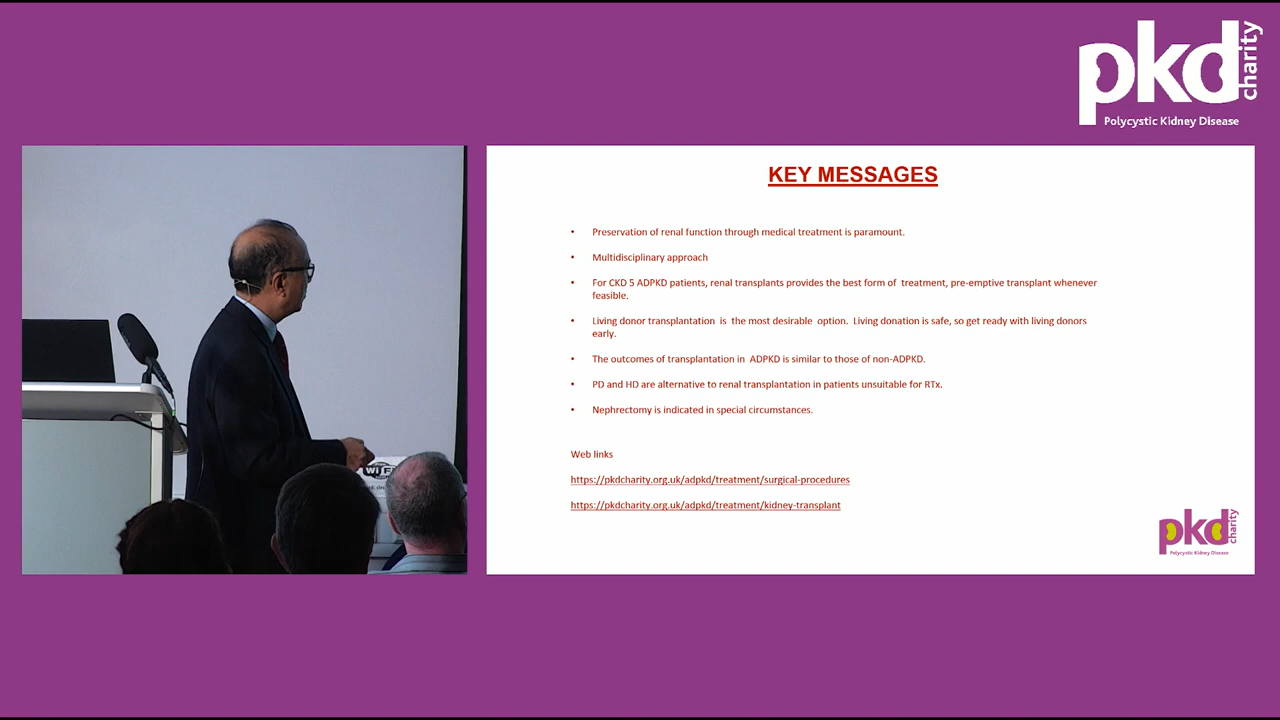 pkd charity
Polycystic Kidney Disease
KEY MESSAGES
• Preservation of renal function through medical treatment is paramount.
• Multidisciplinary approach
• For CKD 5 ADPKD patients, renal transplants provides the best form of treatment, pre-emptive transplant whenever
feasible.
• Living donor transplantation is the most desirable option. Living donation is safe, so get ready with living donors
early.
• The outcomes of transplantation in ADPKD is similar to those of non-ADPKD.
• PD and HD are alternative to renal transplantation in patients unsuitable for RTx.
• Nephrectomy is indicated in special circumstances.
Web links
https://pkdcharity.org.uk/adpkd/treatment/surgical-procedures
https://pkdcharity.org.uk/adpkd/treatment/kidney-transplant
pkd charity
Polycystic Kidney Disease
Wi Fi